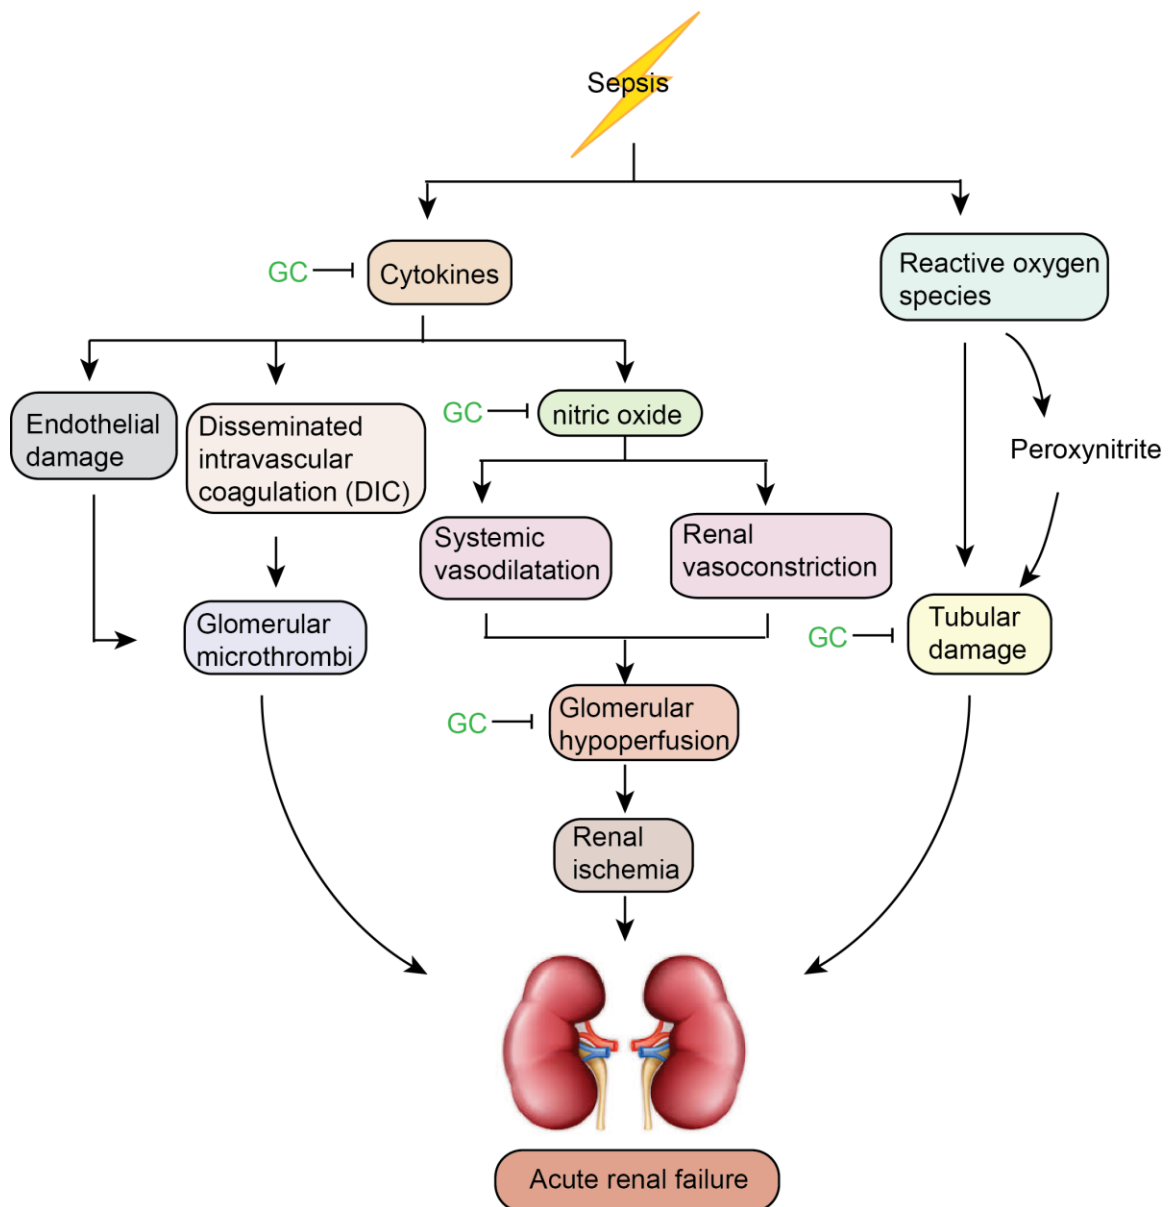 Sepsis
GC
Cytokines
Reactive oxygen
species
Endothelial
damage
Disseminated
intravascular
coagulation (DIC)
GC
nitric oxide
Peroxynitrite
Systemic
vasodilatation
Renal
vasoconstriction
Glomerular
microthrombi
GC
Tubular
damage
GC
Glomerular
hypoperfusion
Renal
ischemia
Acute renal failure